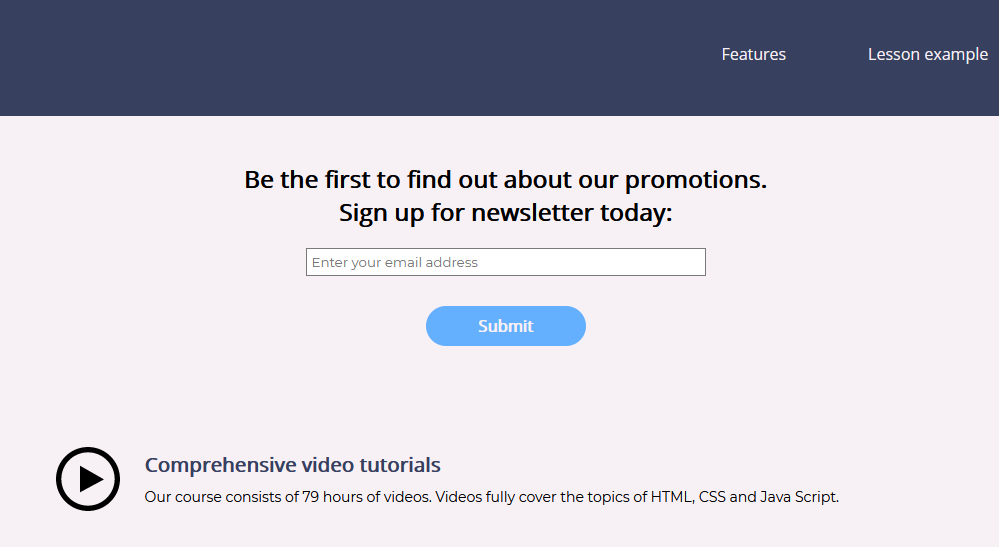 Features Lesson example
Be the first to find out about our promotions.
Sign up for newsletter today:
Enter your email address
Submit
Comprehensive video tutorials
Our course consists of 79 hours of videos. Videos fully cover the topics of HTML, CSS and Java Script.